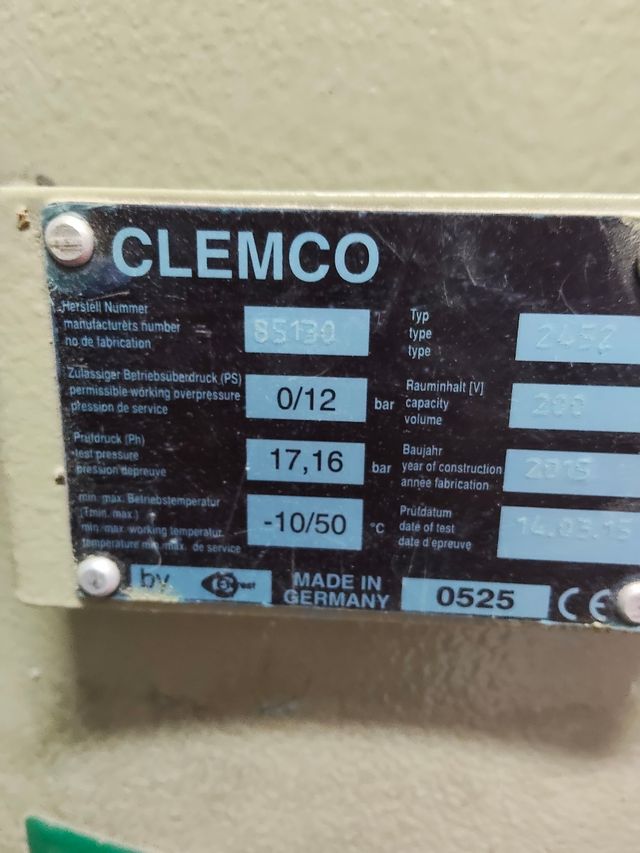 CLEMCO
Herstell Nummer
manufacturers number
no de fabrication
85130
Typ
type
type
2452
Zulässiger Betriebsüberdruck (PS)
permissible working overpressure
pression de service
0/12 bar
Rauminhalt [V]
capacity
volume
200
Prüfdruck (Ph)
test pressure
pression depreuve
17,16 bar
Baujahr
year of construction
année fabrication
2015
min. max. Betriebstemperatur
(Tmin. max.)
min. max. working temperatur
temperature min. max. de service
-10/50 °C
Prüfdatum
date of test
date d'epreuve
14.03.15
by
MADE IN
GERMANY
0525 CE